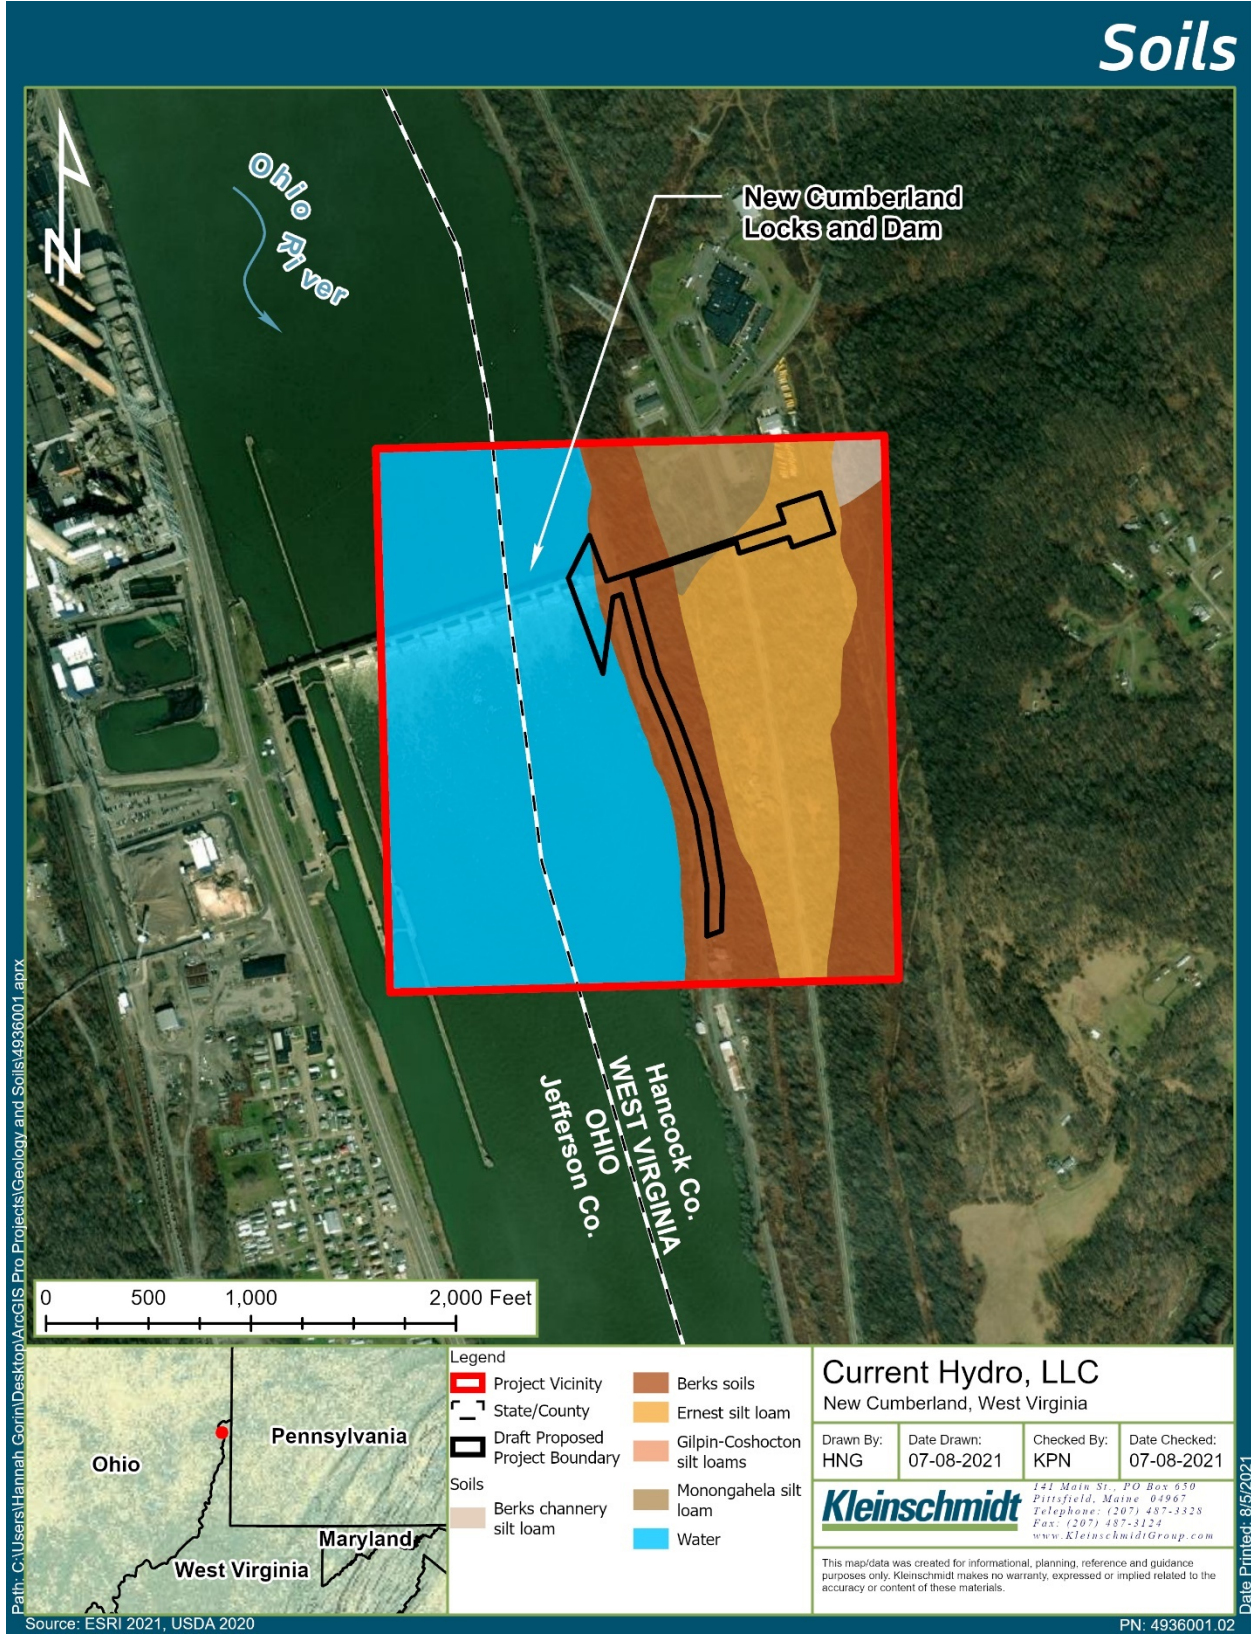 Soils
N
Ohio River
New Cumberland
Locks and Dam
Hancock Co.
WEST VIRGINIA
OHIO
Jefferson Co.
0 500 1,000 2,000 Feet
Ohio
Pennsylvania
Maryland
West Virginia
Legend
Project Vicinity
State/County
Draft Proposed
Project Boundary
Soils
Berks channery
silt loam
Berks soils
Ernest silt loam
Gilpin-Coshocton
silt loams
Monongahela silt
loam
Water
Current Hydro, LLC
New Cumberland, West Virginia
Drawn By:
HNG
Date Drawn:
07-08-2021
Checked By:
KPN
Date Checked:
07-08-2021
Kleinschmidt
141 Main St., PO Box 650
Pittsfield, Maine 04967
Telephone: (207) 487-3328
Fax: (207) 487-3124
www.KleinschmidtGroup.com
This map/data was created for informational, planning, reference and guidance
purposes only. Kleinschmidt makes no warranty, expressed or implied related to the
accuracy or content of these materials.
Path: C:\Users\Hannah Gorin\Desktop\ArcGIS Pro Projects\Geology and Soils\4936001.aprx
Date Printed: 8/5/2021
Source: ESRI 2021, USDA 2020
PN: 4936001.02